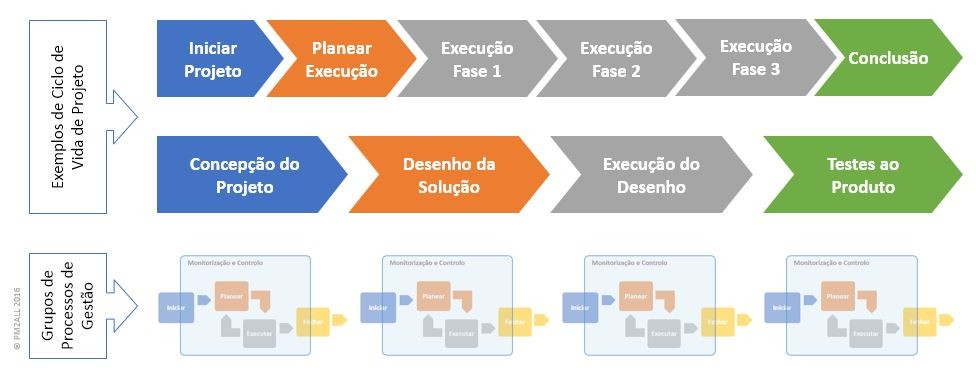 Exemplos de Ciclo de
Vida de Projeto
Iniciar
Projeto
Planear
Execução
Execução
Fase 1
Execução
Fase 2
Execução
Fase 3
Conclusão
Concepção do
Projeto
Desenho da
Solução
Execução do
Desenho
Testes ao
Produto
Grupos de
Processos de
Gestão
Monitorização e Controlo
Iniciar
Planear
Executar
Fechar
Monitorização e Controlo
Iniciar
Planear
Executar
Fechar
Monitorização e Controlo
Iniciar
Planear
Executar
Fechar
Monitorização e Controlo
Iniciar
Planear
Executar
Fechar
© PM2ALL 2016